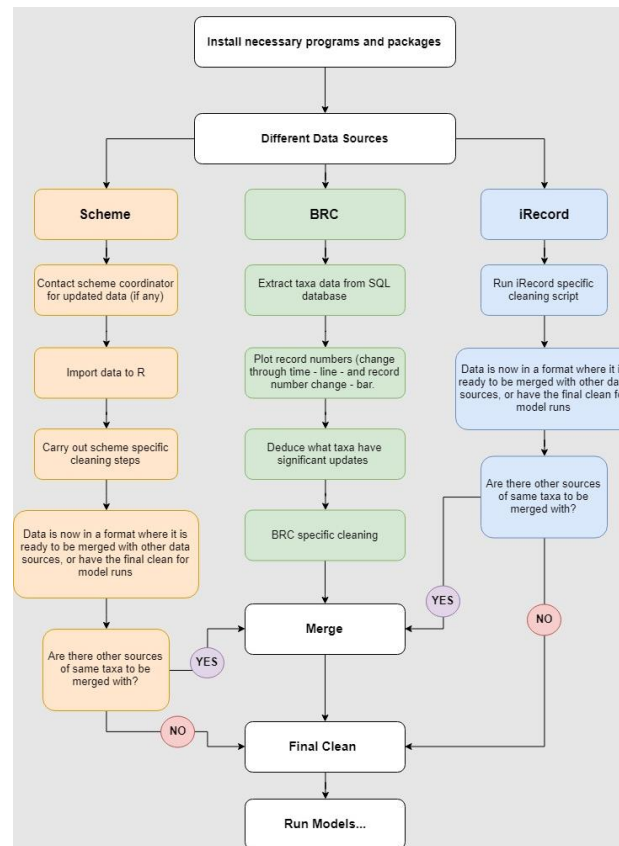 Install necessary programs and packages
Different Data Sources
Scheme
BRC
iRecord
Contact scheme coordinator
for updated data (if any)
Extract taxa data from SQL
database
Run iRecord specific
cleaning script
Import data to R
Plot record numbers (change
through time - line - and record
number change - bar.
Data is now in a format where it i
ready to be merged with other dat
sources, or have the final clean fo
model runs
Carry out scheme specific
cleaning steps
Deduce what taxa have
significant updates
Are there other sources
of same taxa to be
merged with?
Data is now in a format where it is
ready to be merged with other data
sources, or have the final clean for
model runs
BRC specific cleaning
YES
NO
Merge
Are there other sources
of same taxa to be
merged with?
YES
NO
Final Clean
Run Models...